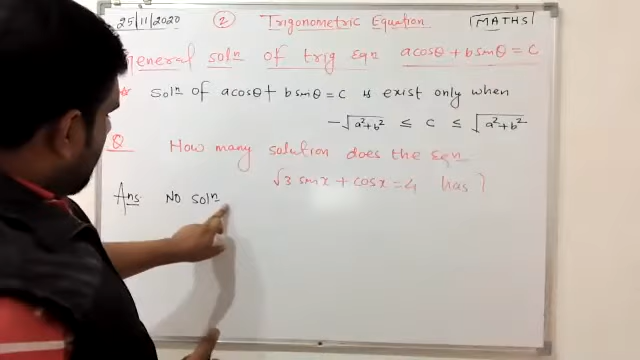 25/11/2020 2 Trigonometric Equation MATHS
General solⁿ of trig Eqn acosθ + bsinθ = c
solⁿ of acosθ + bsinθ = c is exist only when
-√a²+b² ≤ c ≤ √a²+b²
Q How many solution does the Eqn
√3 sinx + cosx = 4 has ?
Ans. No solⁿ